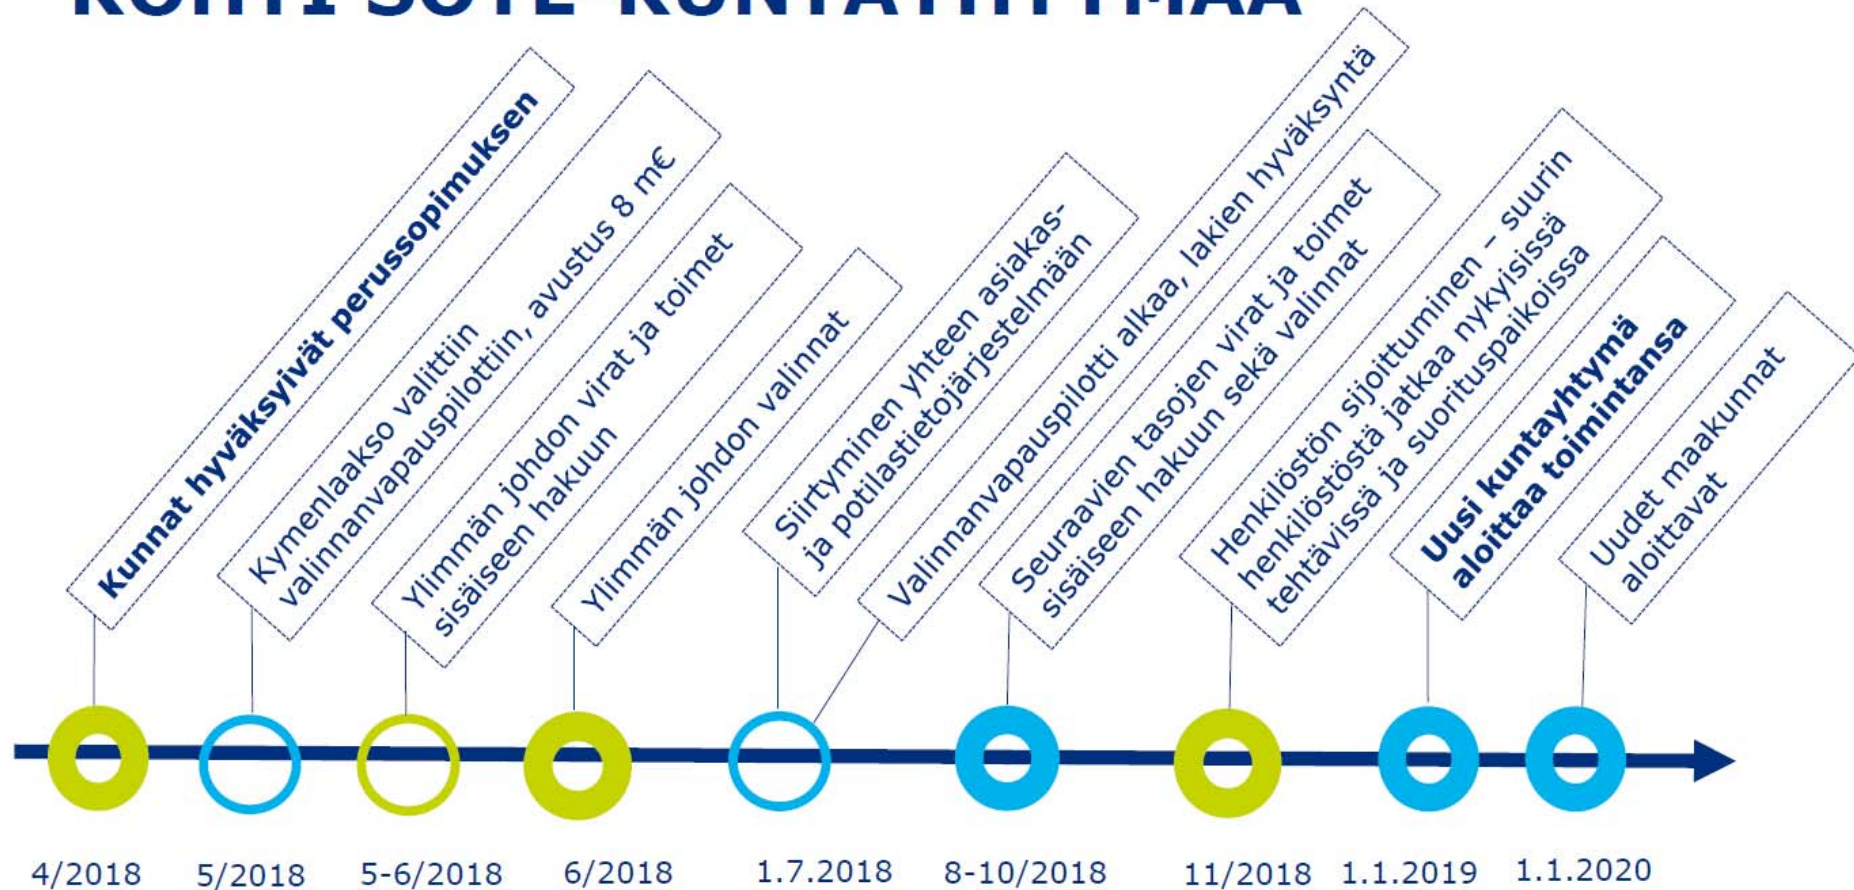 KOHTI SOTE-KUNTAYHTYMÄÄ
Kunnat hyväksyivät perussopimuksen
Kymenlaakso valittiin
valinnanvapauspilottiin, avustus 8 m€
Ylimmän johdon virat ja toimet
sisäiseen hakuun
Ylimmän johdon valinnat
Siirtyminen yhteen asiakas-
ja potilastietojärjestelmään
Valinnanvapauspilotti alkaa, lakien hyväksyntä
Seuraavien tasojen virat ja toimet
sisäiseen hakuun sekä valinnat
Henkilöstön sijoittuminen – suurin
henkilöstöstä jatkaa nykyisissä
tehtävissä ja suorituspaikoissa
Uusi kuntayhtymä
aloittaa toimintansa
Uudet maakunnat
aloittavat
4/2018
5/2018
5-6/2018
6/2018
1.7.2018
8-10/2018
11/2018
1.1.2019
1.1.2020